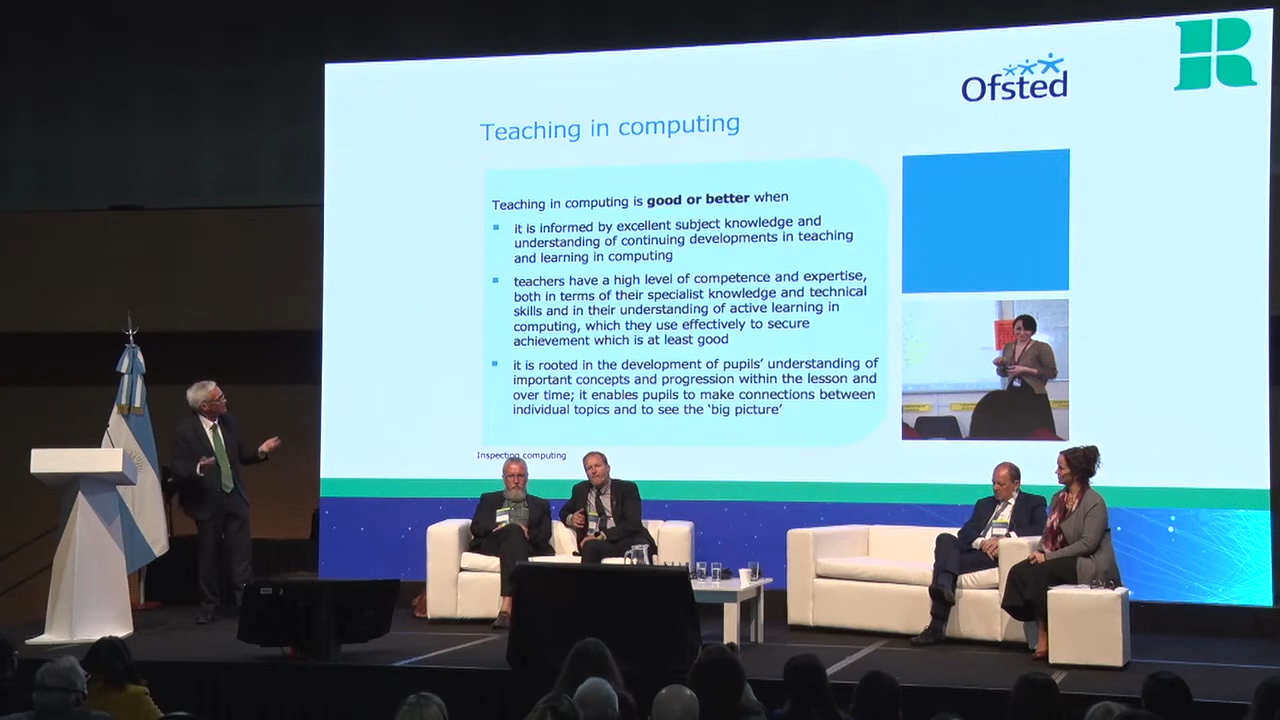 R
Ofsted
Teaching in computing
Teaching in computing is good or better when
it is informed by excellent subject knowledge and
understanding of continuing developments in teaching
and learning in computing
teachers have a high level of competence and expertise,
both in terms of their specialist knowledge and technical
skills and in their understanding of active learning in
computing, which they use effectively to secure
achievement which is at least good
it is rooted in the development of pupils’ understanding of
important concepts and progression within the lesson and
over time; it enables pupils to make connections between
individual topics and to see the ‘big picture’
Inspecting computing